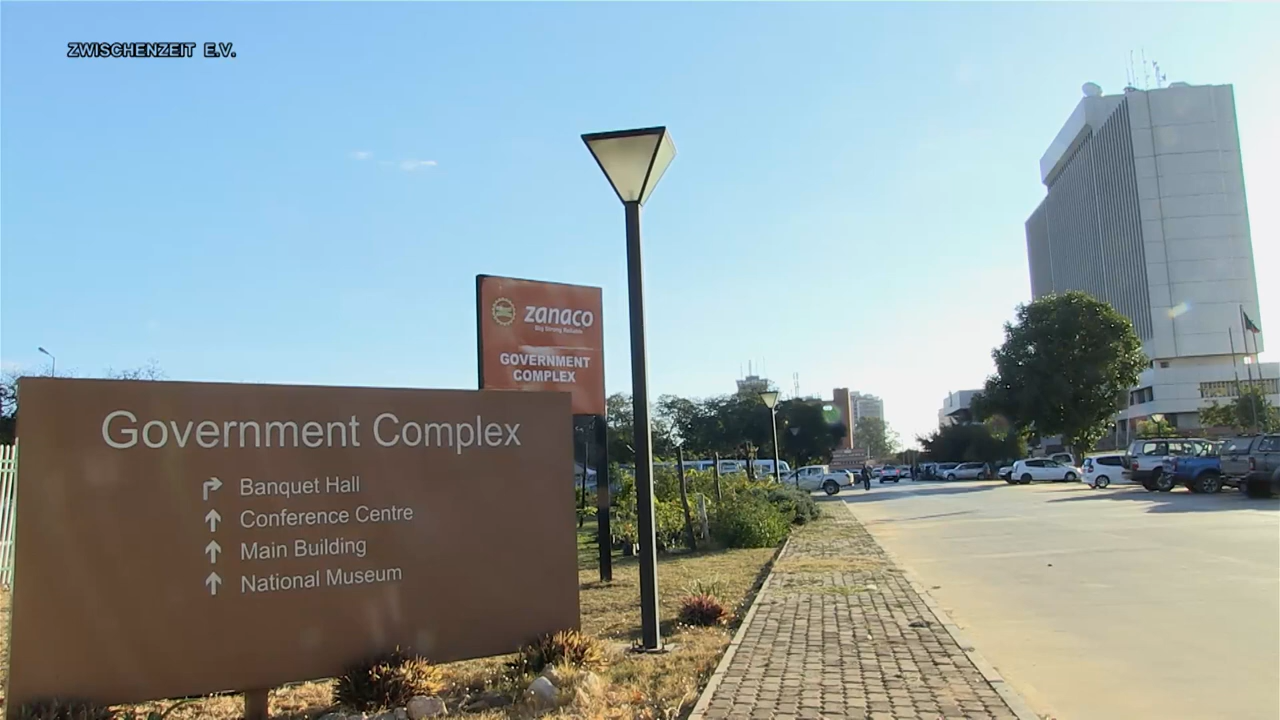 ZWISCHENZEIT E.V.
zanaco
Big Strong Reliable
GOVERNMENT
COMPLEX
Government Complex
Banquet Hall
Conference Centre
Main Building
National Museum